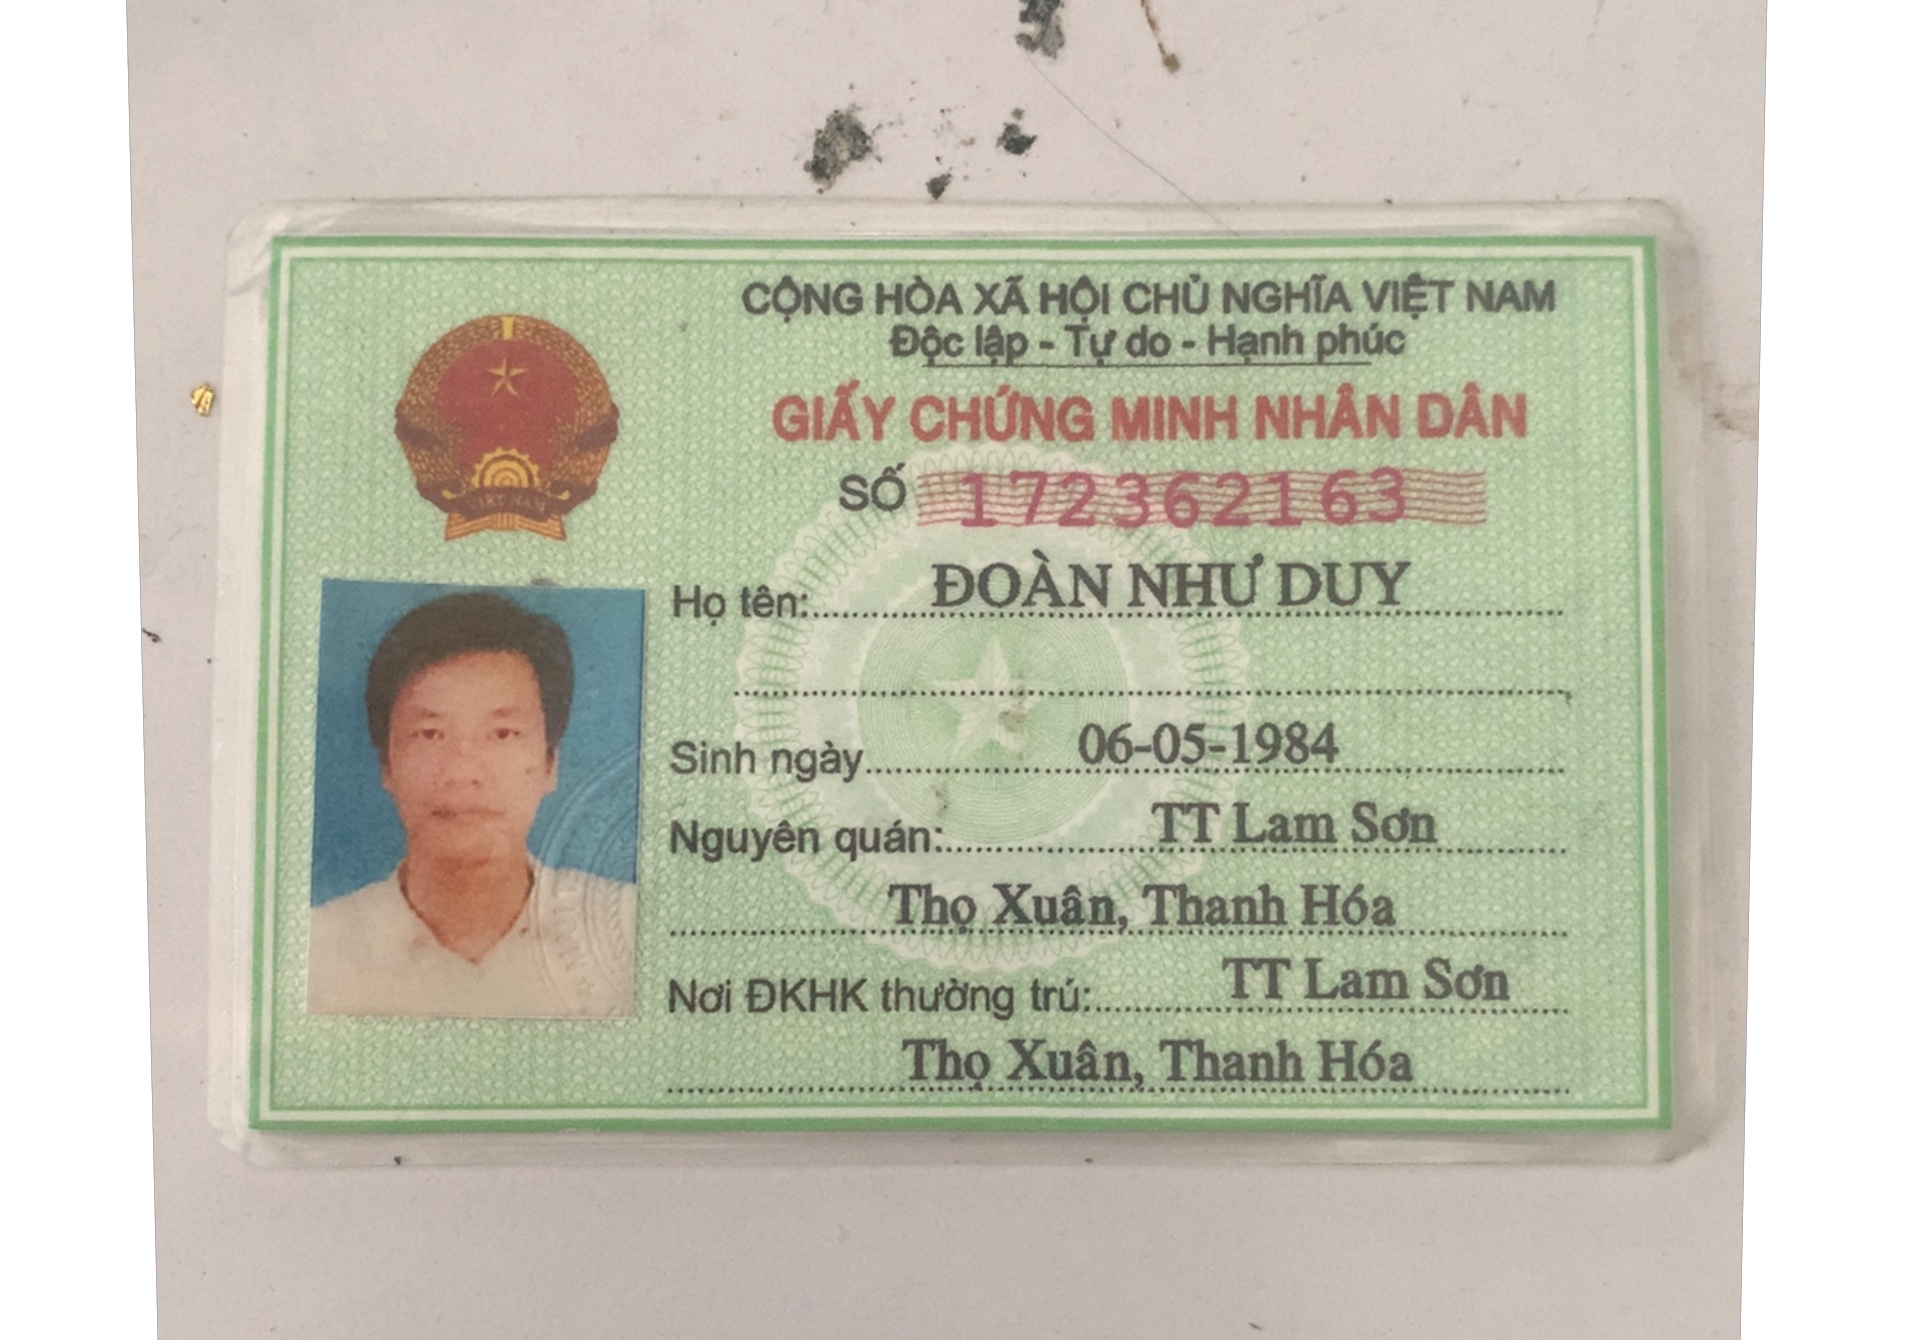 CỘNG HÒA XÃ HỘI CHỦ NGHĨA VIỆT NAM
Độc lập - Tự do - Hạnh phúc
GIẤY CHỨNG MINH NHÂN DÂN
SỐ 172362163
Họ tên: ĐOÀN NHƯ DUY
Sinh ngày 06-05-1984
Nguyên quán: TT Lam Sơn
Thọ Xuân, Thanh Hóa
Nơi ĐKHK thường trú: TT Lam Sơn
Thọ Xuân, Thanh Hóa